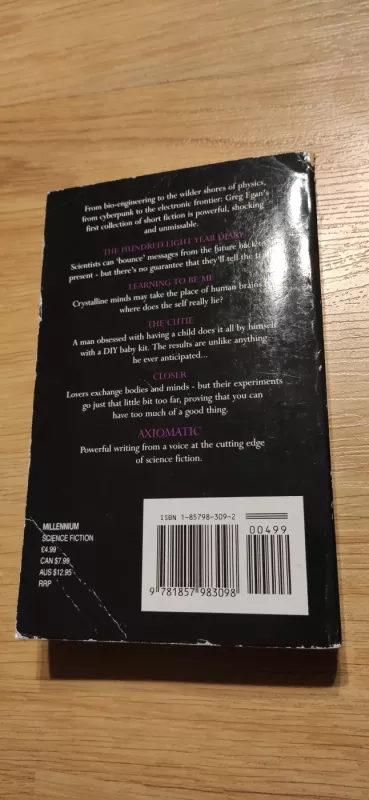 From bio-engineering to the wilder shores of physics,
from cyberpunk to the electronic frontier: Greg Egan's
first collection of short fiction is powerful, shocking
and unmissable.
THE HUNDRED LIGHT YEAR DIARY
Scientists can 'bounce' messages from the future back to the
present - but there's no guarantee that they'll tell the
LEARNING TO BE ME
Crystalline minds may take the place of human brains
where does the self really lie?
THE CUTIE
A man obsessed with having a child does it all by himself
with a DIY baby kit. The results are unlike anything
he ever anticipated...
CLOSER
Lovers exchange bodies and minds - but their experiments
go just that little bit too far, proving that you can
have too much of a good thing.
AXIOMATIC
Powerful writing from a voice at the cutting edge
of science fiction.
MILLENNIUM
SCIENCE FICTION
£4.99
CAN $7.99
AUS $12.95
RRP
ISBN 1-85798-309-2
00499
9 781857 983098